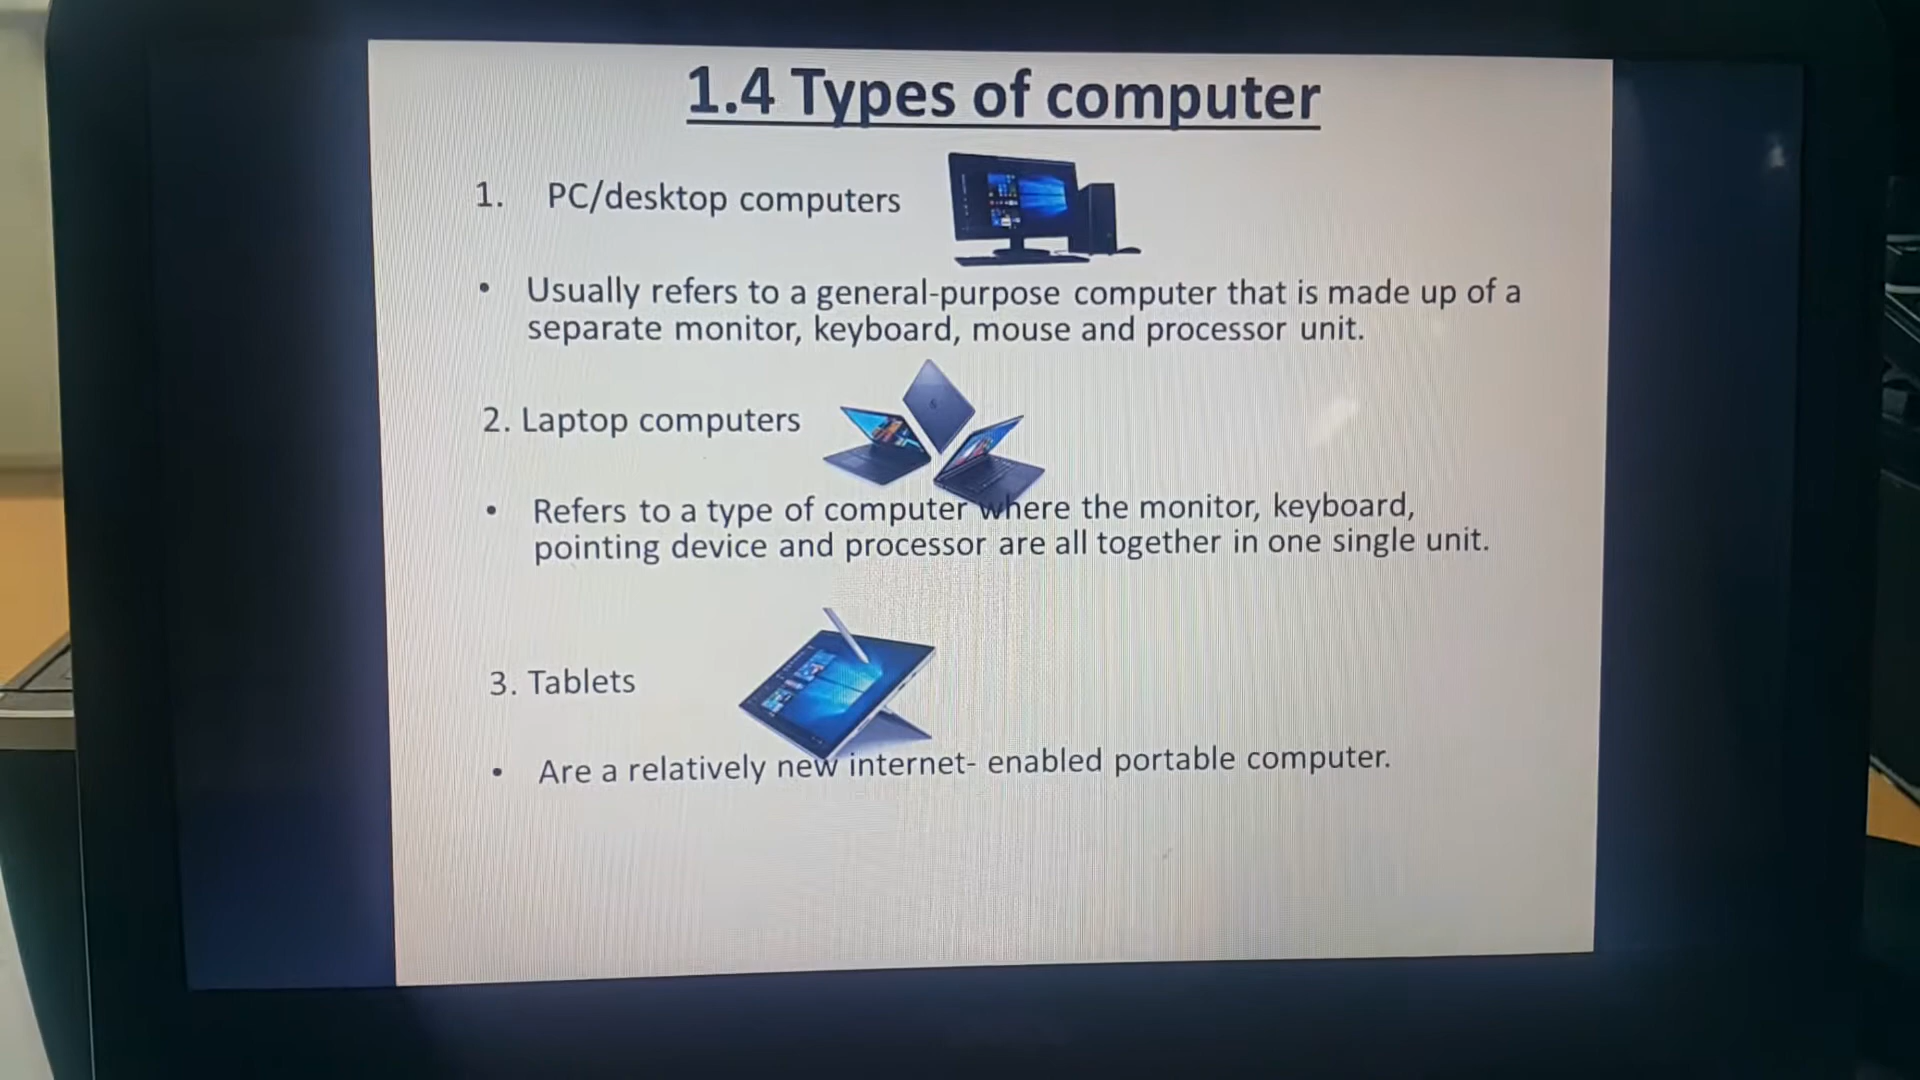 1.4 Types of computer
1. PC/desktop computers
• Usually refers to a general-purpose computer that is made up of a
separate monitor, keyboard, mouse and processor unit.
2. Laptop computers
• Refers to a type of computer where the monitor, keyboard,
pointing device and processor are all together in one single unit.
3. Tablets
• Are a relatively new internet- enabled portable computer.